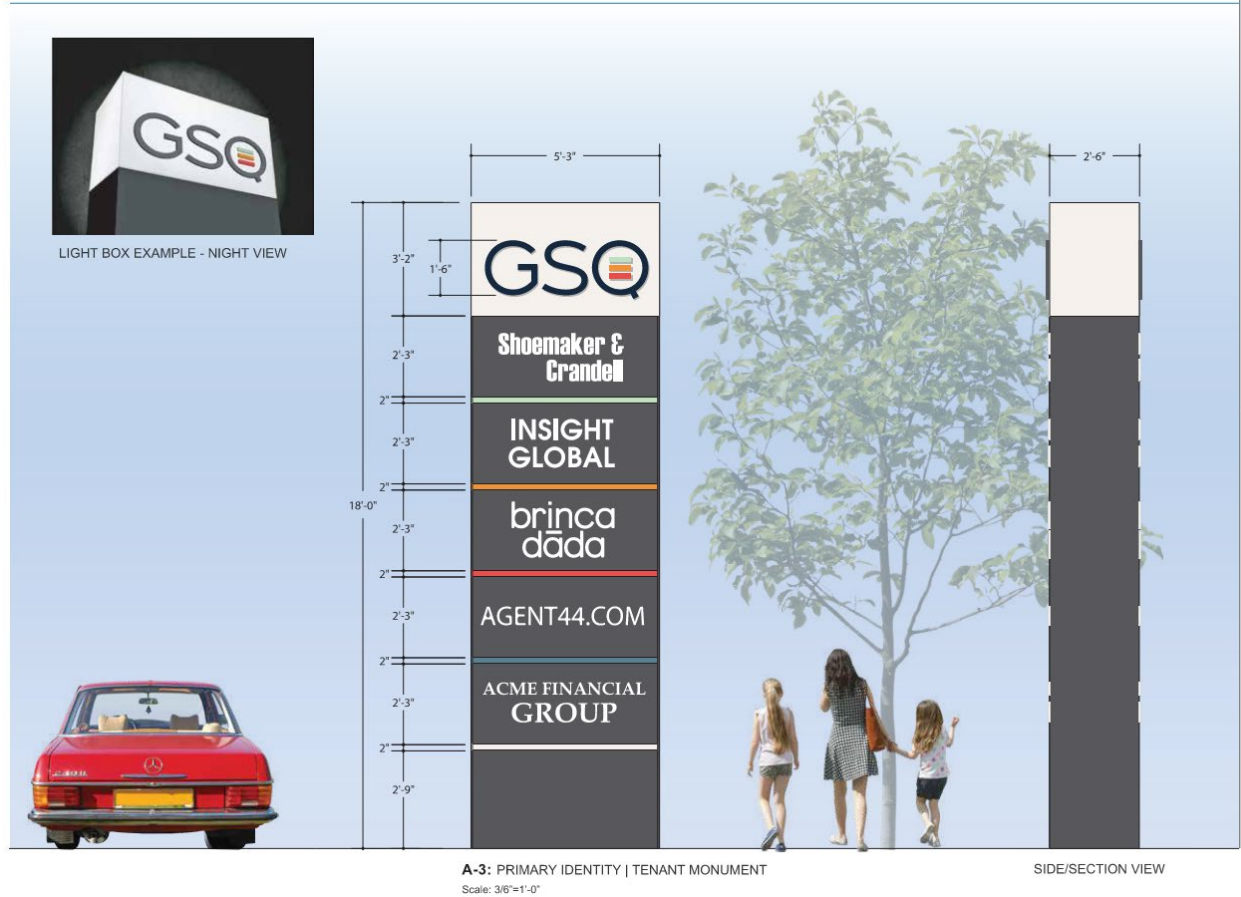 GSQ
LIGHT BOX EXAMPLE - NIGHT VIEW
5'-3"
2'-6"
3'-2"
1'-6"
GSQ
2'-3"
Shoemaker &
Crandell
2"
2'-3"
INSIGHT
GLOBAL
2"
18'-0"
2'-3"
brinca
dāda
2"
2'-3"
AGENT44.COM
2"
2'-3"
ACME FINANCIAL
GROUP
2"
2'-9"
A-3: PRIMARY IDENTITY | TENANT MONUMENT
Scale: 3/6"=1'-0"
SIDE/SECTION VIEW